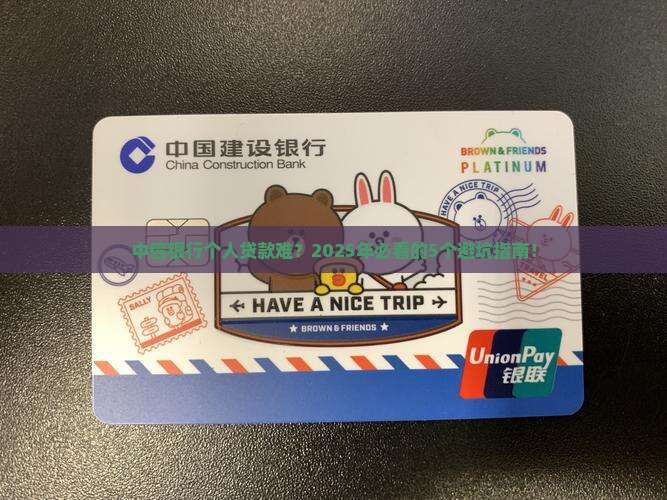 中国建设银行
China Construction Bank
BROWN & FRIENDS
PLATINUM
HAVE A NICE TRIP
中信银行个人贷款难？2025年必看的5个避坑指南！
SALLY
HAVE A NICE TRIP
BROWN & FRIENDS
UnionPay
银联